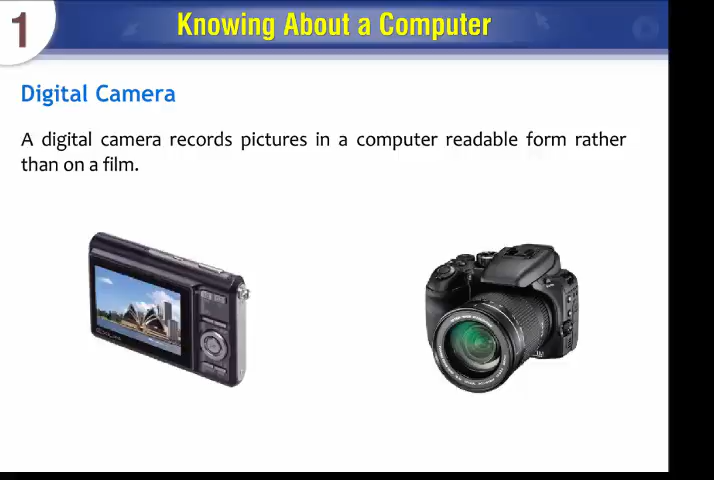 1
Knowing About a Computer
Digital Camera
A digital camera records pictures in a computer readable form rather
than on a film.